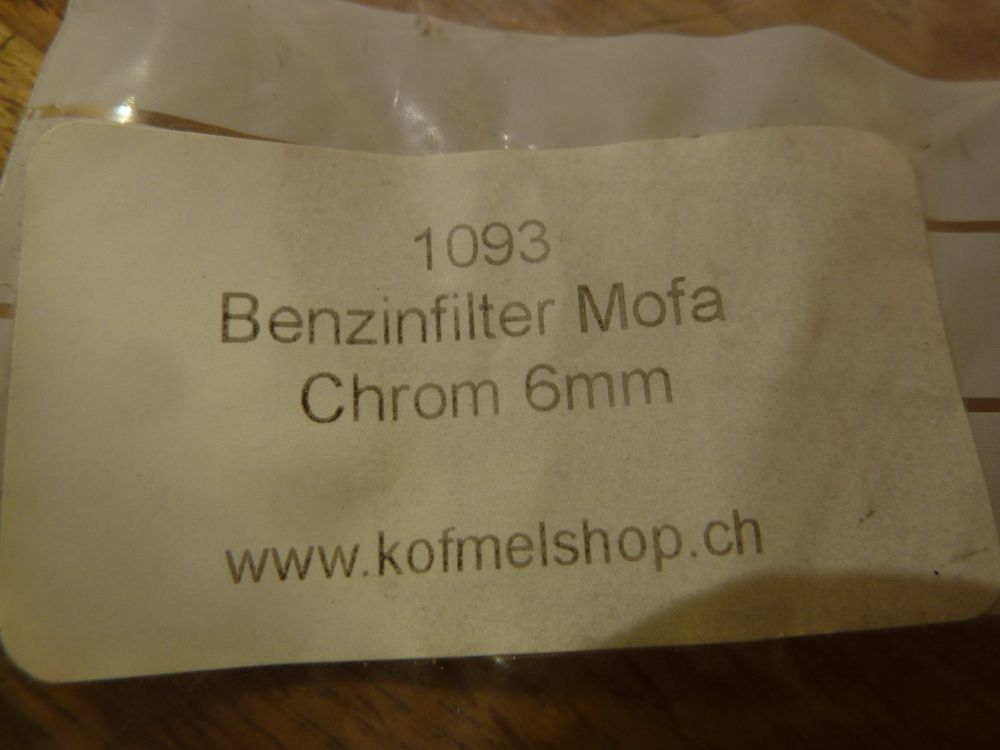 1093
Benzinfilter Mofa
Chrom 6mm
www.kofmelshop.ch